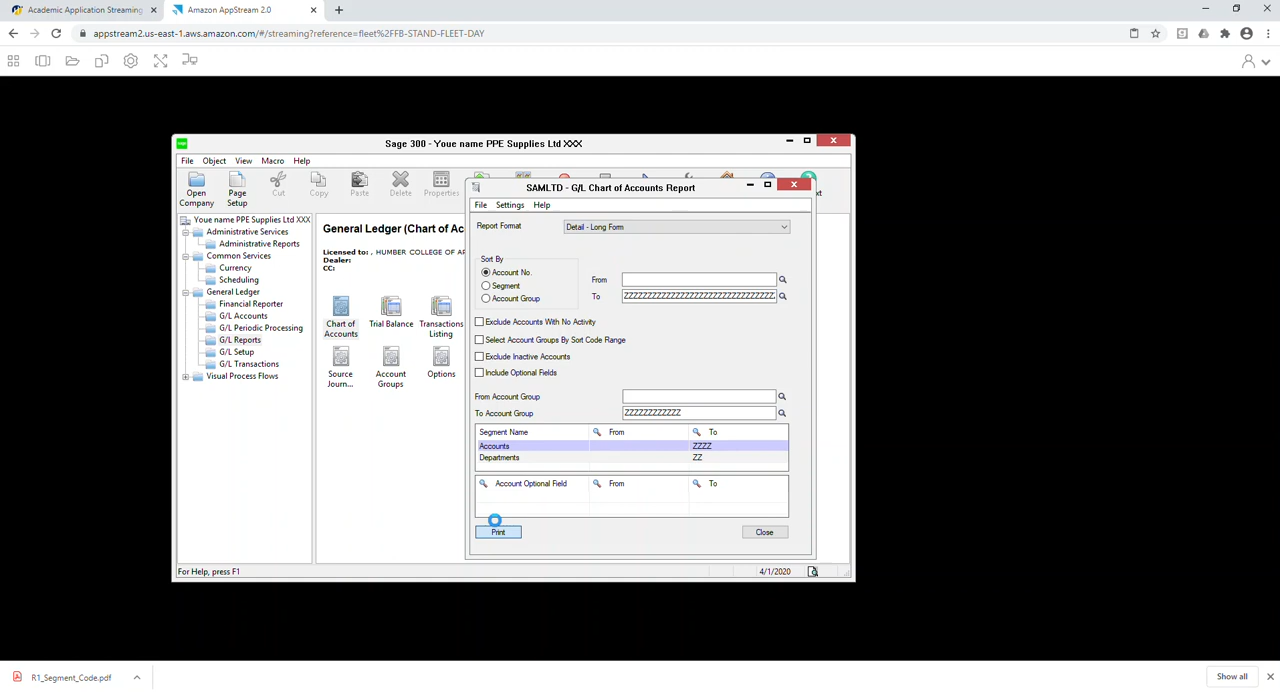 Academic Application Streaming
Amazon AppStream 2.0
appstream2.us-east-1.aws.amazon.com/#/streaming?reference=fleet%2FFB-STAND-FLEET-DAY
Sage 300 - Youe name PPE Supplies Ltd XXX
File Object View Macro Help
Open Company
Page Setup
Cut
Copy
Paste
Delete
Properties
Youe name PPE Supplies Ltd XXX
Administrative Services
Administrative Reports
Common Services
Currency
Scheduling
General Ledger
Financial Reporter
G/L Accounts
G/L Periodic Processing
G/L Reports
G/L Setup
G/L Transactions
Visual Process Flows
General Ledger (Chart of Ac
Licensed to: , HUMBER COLLEGE OF AP
Dealer:
CC:
Chart of Accounts
Trial Balance
Transactions Listing
Source Journ...
Account Groups
Options
SAMLTD - G/L Chart of Accounts Report
File Settings Help
Report Format Detail - Long Form
Sort By
Account No.
Segment
Account Group
From
To ZZZZZZZZZZZZZZZZZZZZZZZZZZZZZZZZZZ
Exclude Accounts With No Activity
Select Account Groups By Sort Code Range
Exclude Inactive Accounts
Include Optional Fields
From Account Group
To Account Group ZZZZZZZZZZZZ
Segment Name From To
Accounts ZZZZ
Departments ZZ
Account Optional Field From To
Print Close
For Help, press F1
4/1/2020
R1_Segment_Code.pdf
Show all